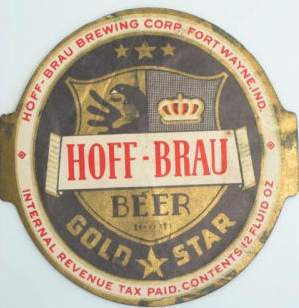 HOFF-BRAU BREWING CORP. FORT WAYNE, IND.
HOFF-BRAU
BEER
GOLD STAR
INTERNAL REVENUE TAX PAID. CONTENTS 12 FLUID OZ